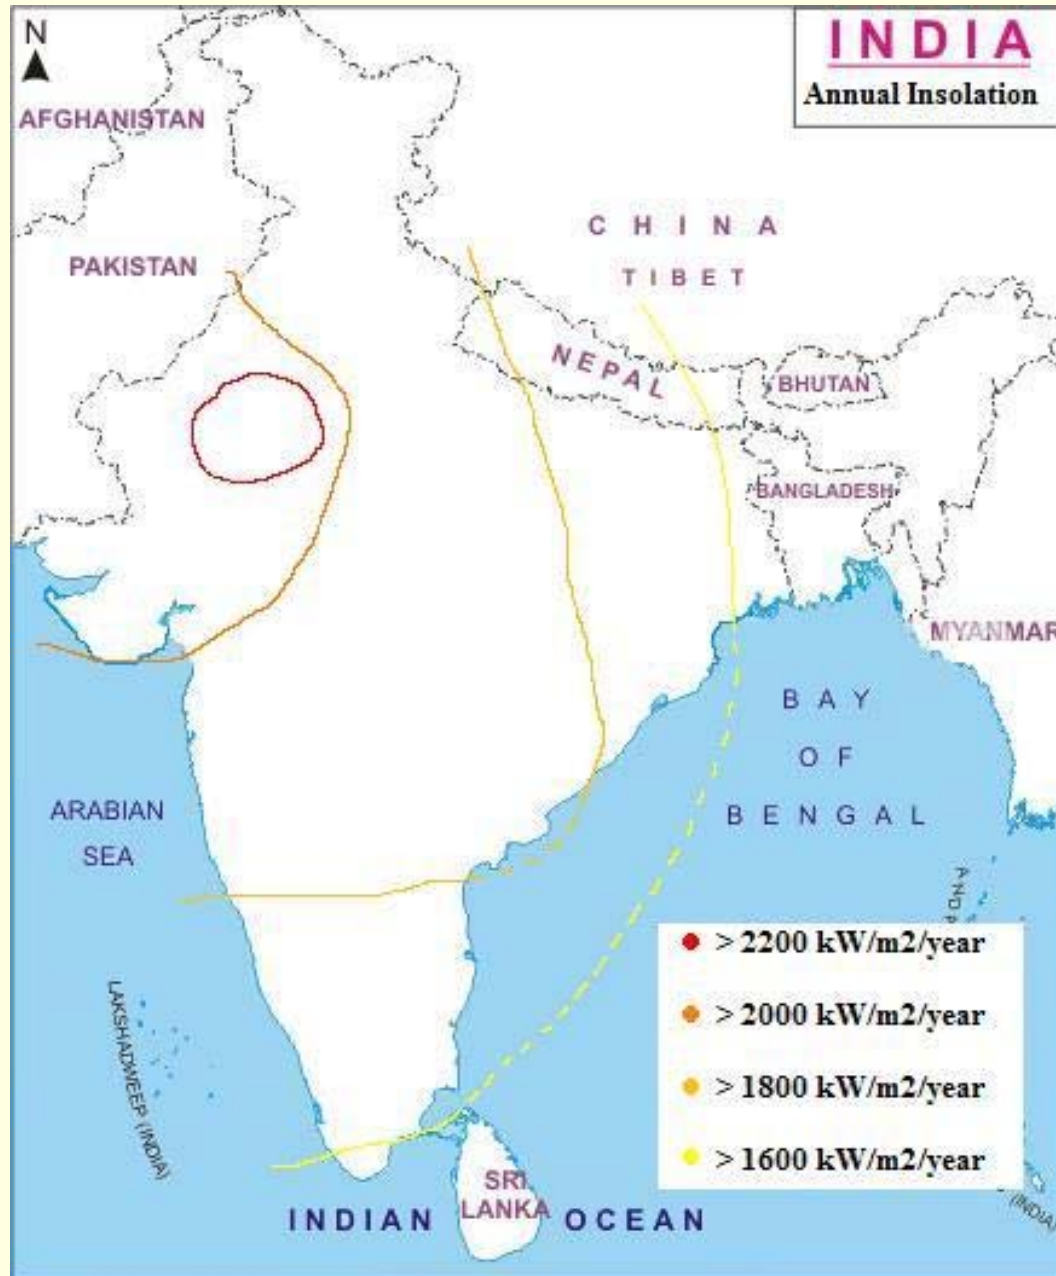 N
INDIA
Annual Insolation
AFGHANISTAN
PAKISTAN
CHINA
TIBET
NEPAL
BHUTAN
BANGLADESH
MYANMAR
BAY
OF
BENGAL
ARABIAN
SEA
LAKSHADWEEP (INDIA)
> 2200 kW/m2/year
> 2000 kW/m2/year
> 1800 kW/m2/year
> 1600 kW/m2/year
SRI
LANKA
INDIAN OCEAN
(INDIA)